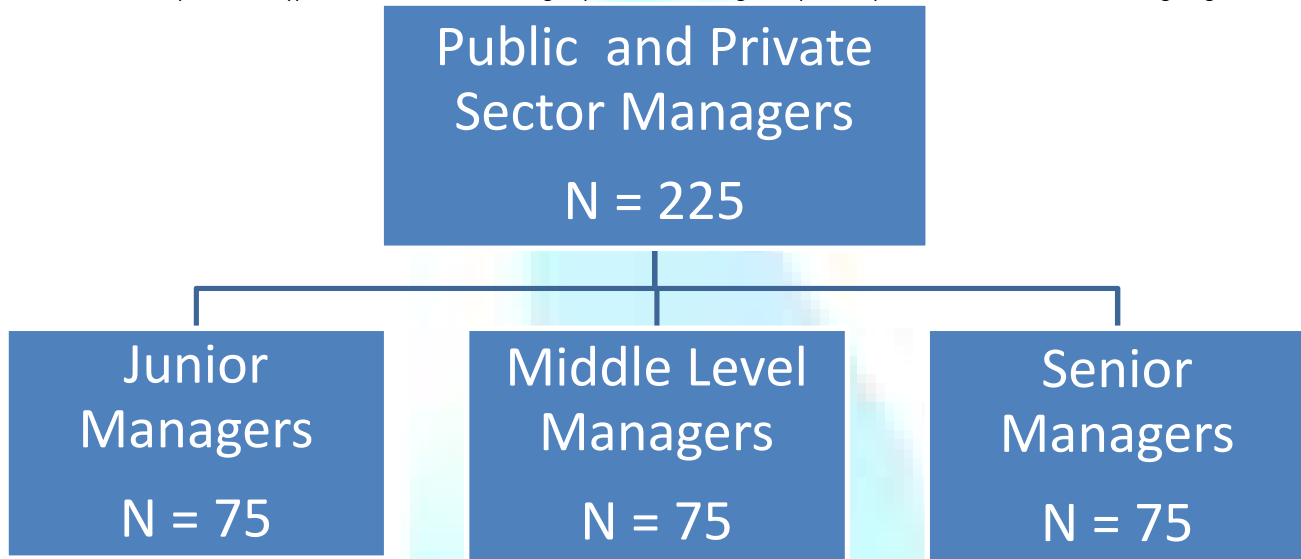 Public and Private
Sector Managers
N = 225
Junior
Managers
N = 75
Middle Level
Managers
N = 75
Senior
Managers
N = 75